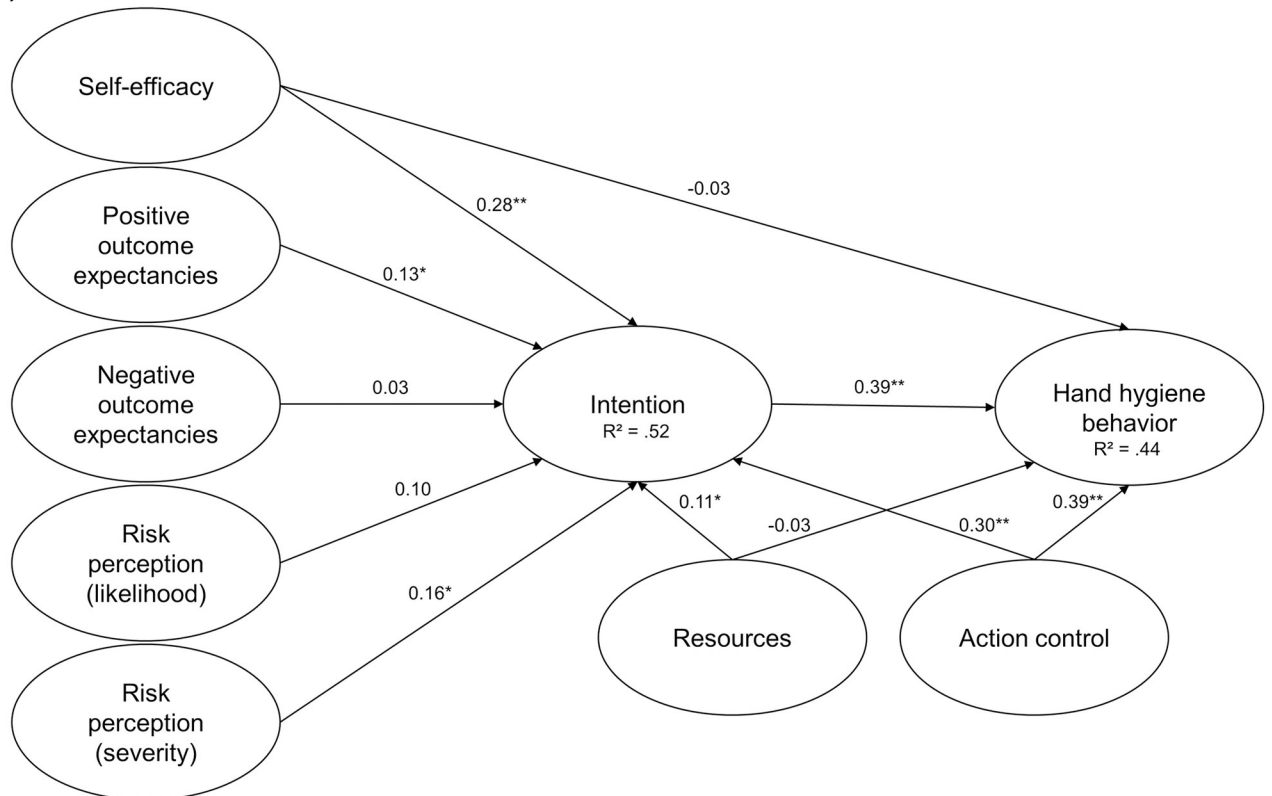 Self-efficacy
-0.03
0.28**
Positive
outcome
expectancies
0.13*
Negative
outcome
expectancies
0.03
Intention
R² = .52
0.39**
Hand hygiene
behavior
R² = .44
Risk
perception
(likelihood)
0.10
0.16*
0.11*
-0.03
0.30**
0.39**
Resources
Action control
Risk
perception
(severity)